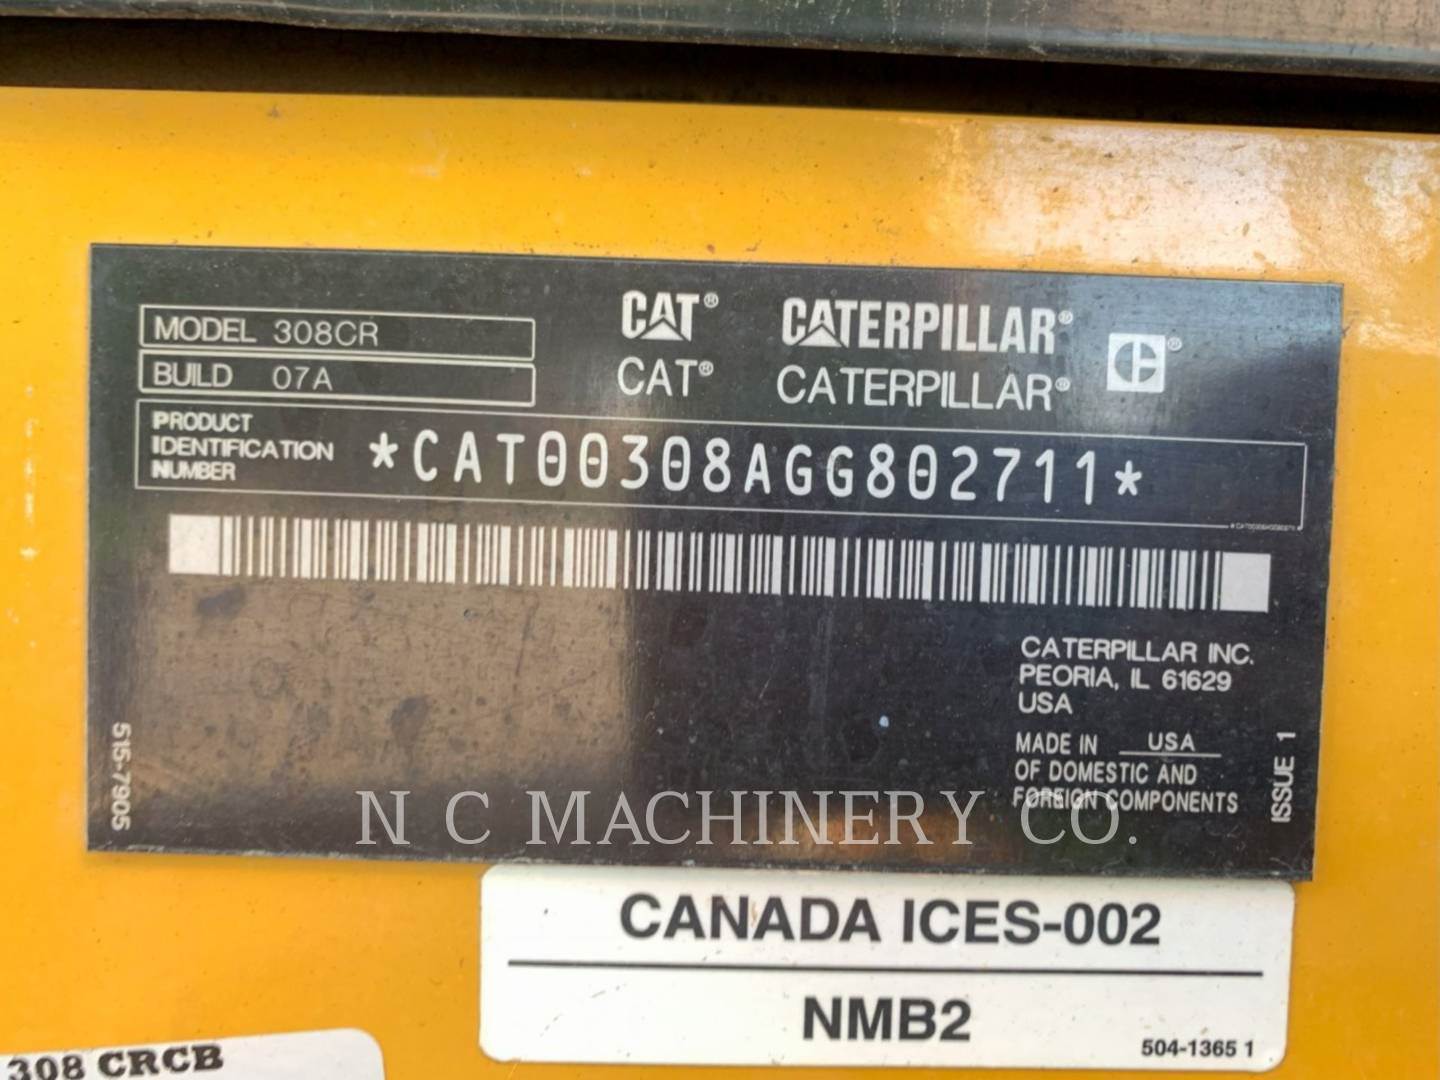 MODEL 308CR
BUILD 07A
CAT® CATERPILLAR®
CAT® CATERPILLAR® ®
PRODUCT
IDENTIFICATION
NUMBER
*CAT00308AGG802711*
CATERPILLAR INC.
PEORIA, IL 61629
USA
MADE IN USA
OF DOMESTIC AND
FOREIGN COMPONENTS
515-7905
ISSUE 1
N C MACHINERY CO.
CANADA ICES-002
NMB2
504-1365 1
308 CRCB